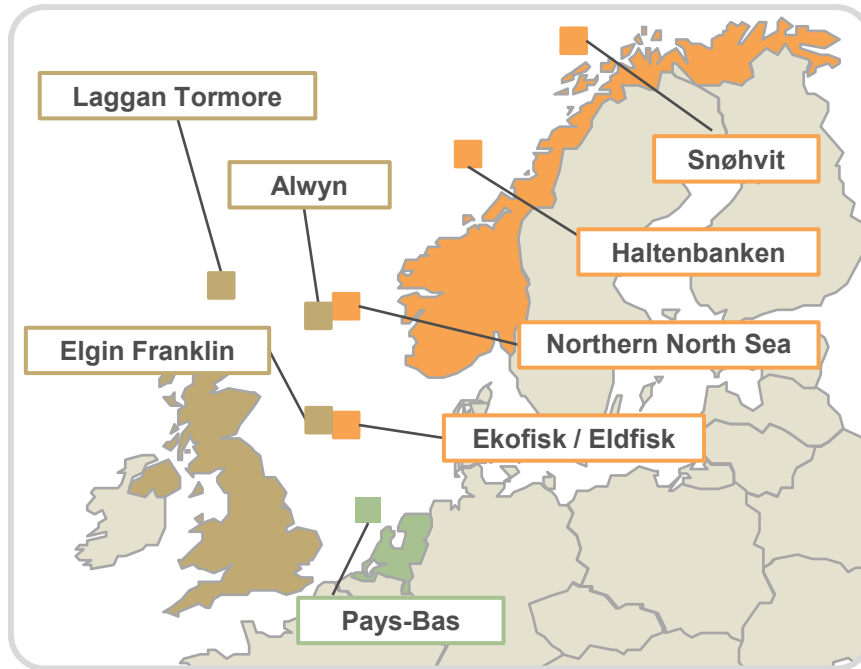 Laggan Tormore
Snøhvit
Alwyn
Haltenbanken
Northern North Sea
Elgin Franklin
Ekofisk / Eldfisk
Pays-Bas